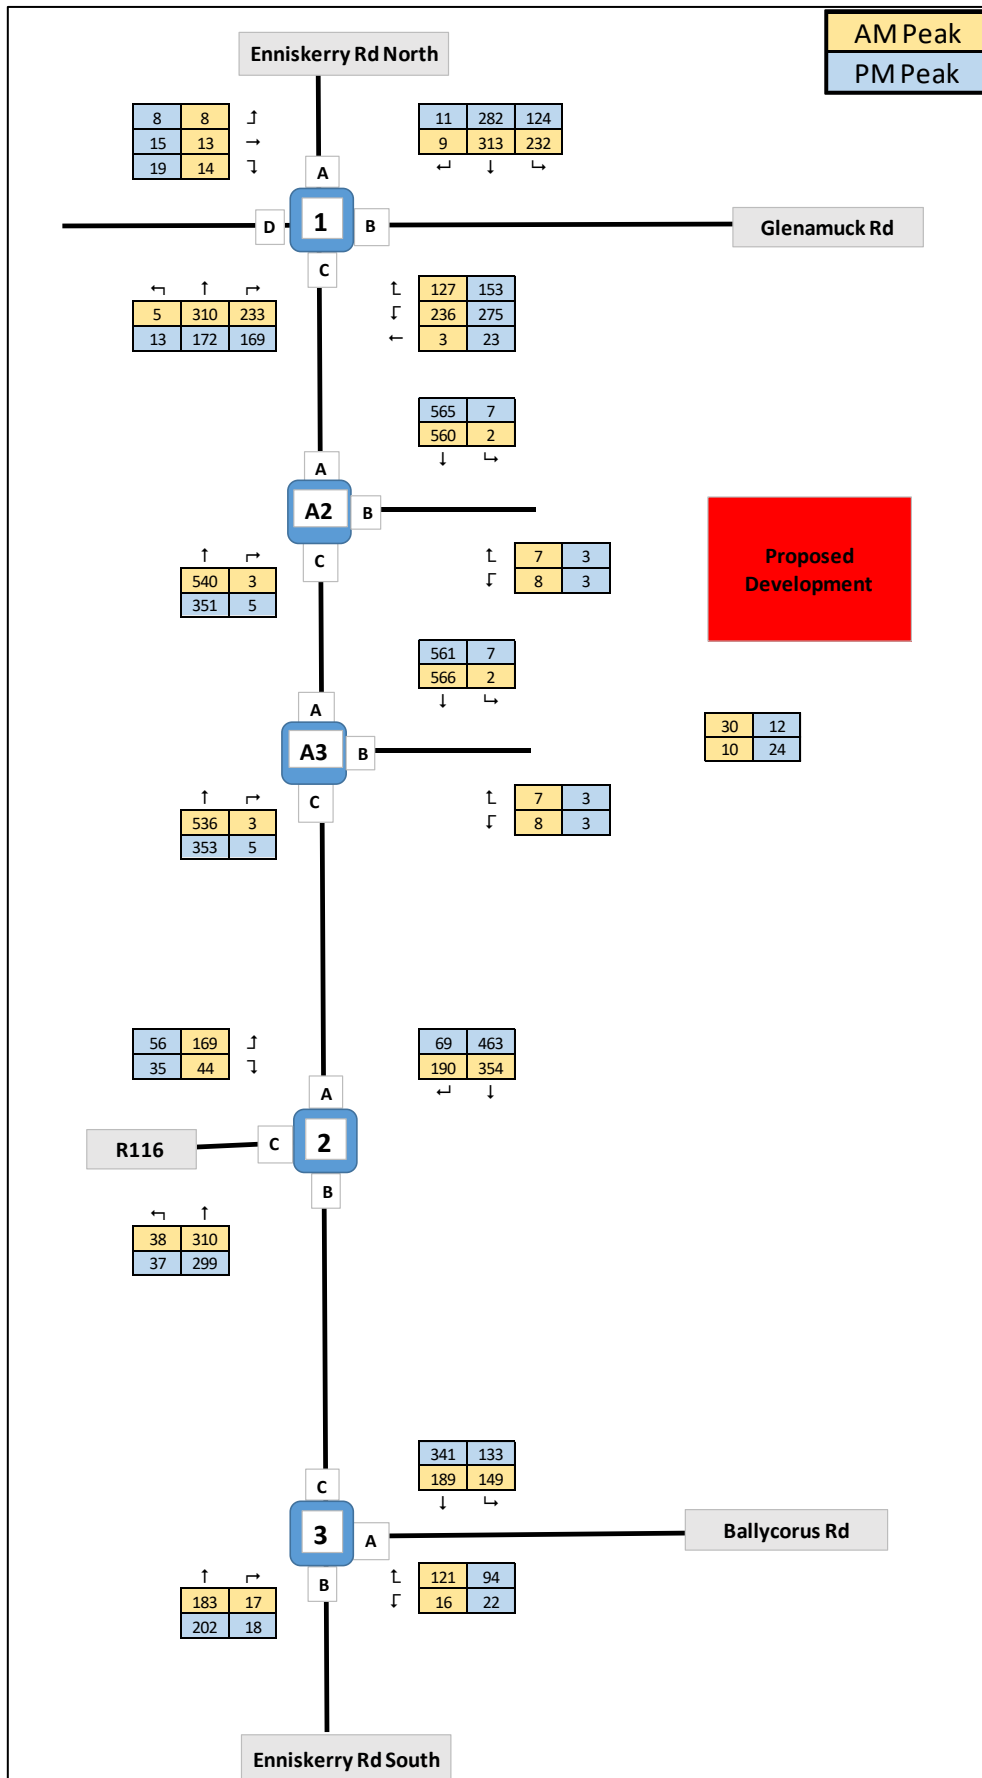 AM Peak
PM Peak
Enniskerry Rd North
8 8
15 13
19 14
11 282 124
9 313 232
A
D 1 B
C
Glenamuck Rd
5 310 233
13 172 169
127 153
236 275
3 23
565 7
560 2
A
A2 B
C
540 3
351 5
7 3
8 3
Proposed
Development
561 7
566 2
A
A3 B
C
30 12
10 24
536 3
353 5
7 3
8 3
56 169
35 44
69 463
190 354
A
R116
C 2
B
38 310
37 299
341 133
189 149
C
3 A
B
Ballycorus Rd
183 17
202 18
121 94
16 22
Enniskerry Rd South